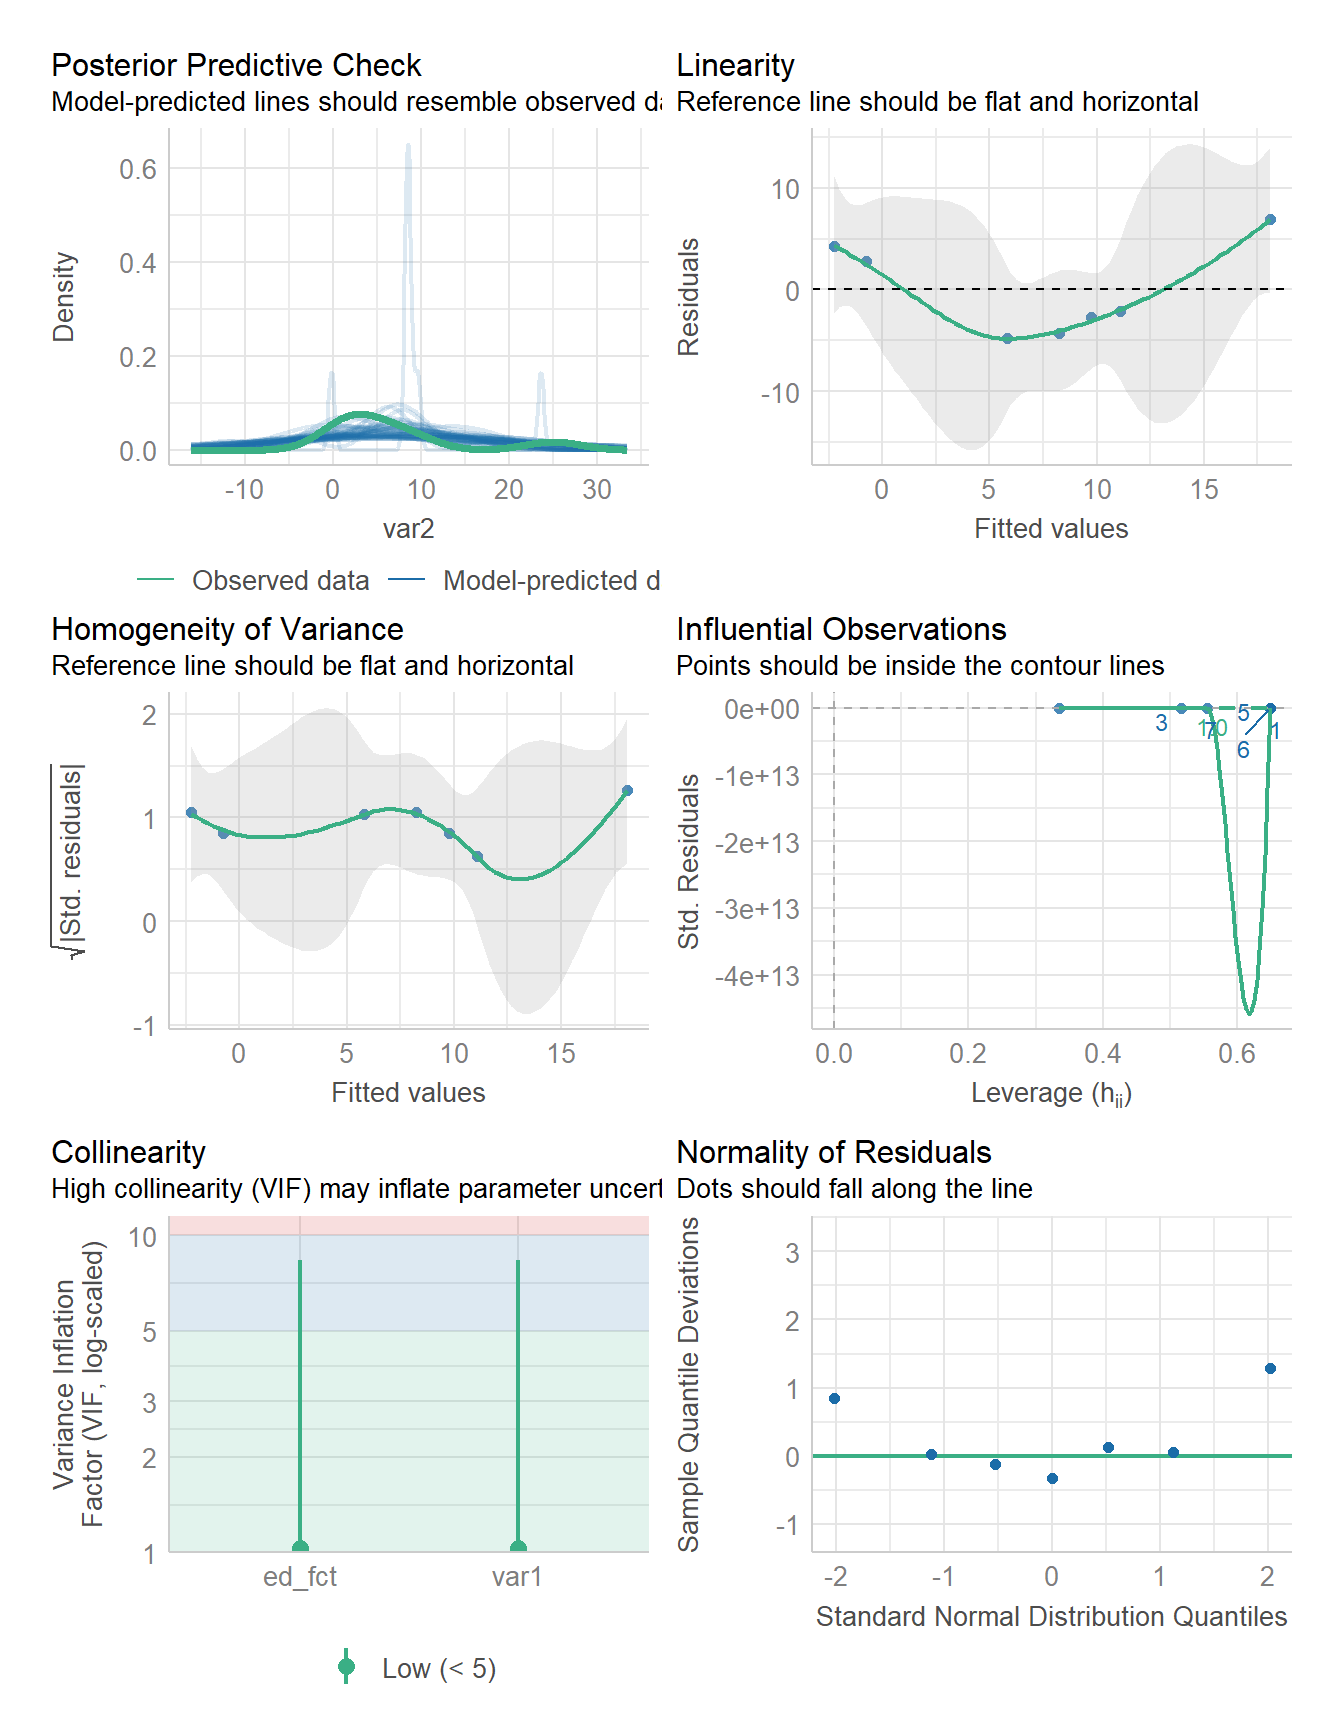 Posterior Predictive Check
Model-predicted lines should resemble observed da
0.6
0.4
0.2
0.0
Density
-10 0 10 20 30
var2
Observed data Model-predicted d
Linearity
Reference line should be flat and horizontal
10
0
-10
Residuals
0 5 10 15
Fitted values
Homogeneity of Variance
Reference line should be flat and horizontal
2
1
0
-1
√|Std. residuals|
0 5 10 15
Fitted values
Influential Observations
Points should be inside the contour lines
0e+00
-1e+13
-2e+13
-3e+13
-4e+13
Std. Residuals
3
7
10
5
6
1
0.0 0.2 0.4 0.6
Leverage (hii)
Collinearity
High collinearity (VIF) may inflate parameter uncert
10
5
3
2
1
Variance Inflation
Factor (VIF, log-scaled)
ed_fct var1
Low (< 5)
Normality of Residuals
Dots should fall along the line
3
2
1
0
-1
Sample Quantile Deviations
-2 -1 0 1 2
Standard Normal Distribution Quantiles